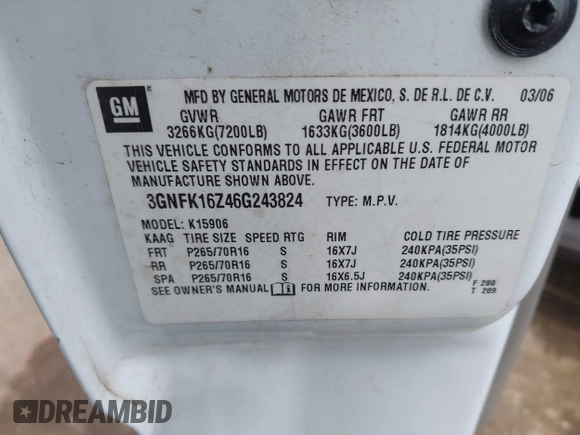 GM
MFD BY GENERAL MOTORS DE MEXICO, S. DE R.L. DE C.V. 03/06
GVWR GAWR FRT GAWR RR
3266KG(7200LB) 1633KG(3600LB) 1814KG(4000LB)
THIS VEHICLE CONFORMS TO ALL APPLICABLE U.S. FEDERAL MOTOR
VEHICLE SAFETY STANDARDS IN EFFECT ON THE DATE OF
MANUFACTURE SHOWN ABOVE.
3GNFK16Z46G243824 TYPE: M.P.V.
MODEL: K15906
KAAG TIRE SIZE SPEED RTG RIM COLD TIRE PRESSURE
FRT P265/70R16 S 16X7J 240KPA(35PSI)
RR P265/70R16 S 16X7J 240KPA(35PSI)
SPA P265/70R16 S 16X6.5J 240KPA(35PSI)
SEE OWNER'S MANUAL FOR MORE INFORMATION.
F 280
T 209
DREAMBID